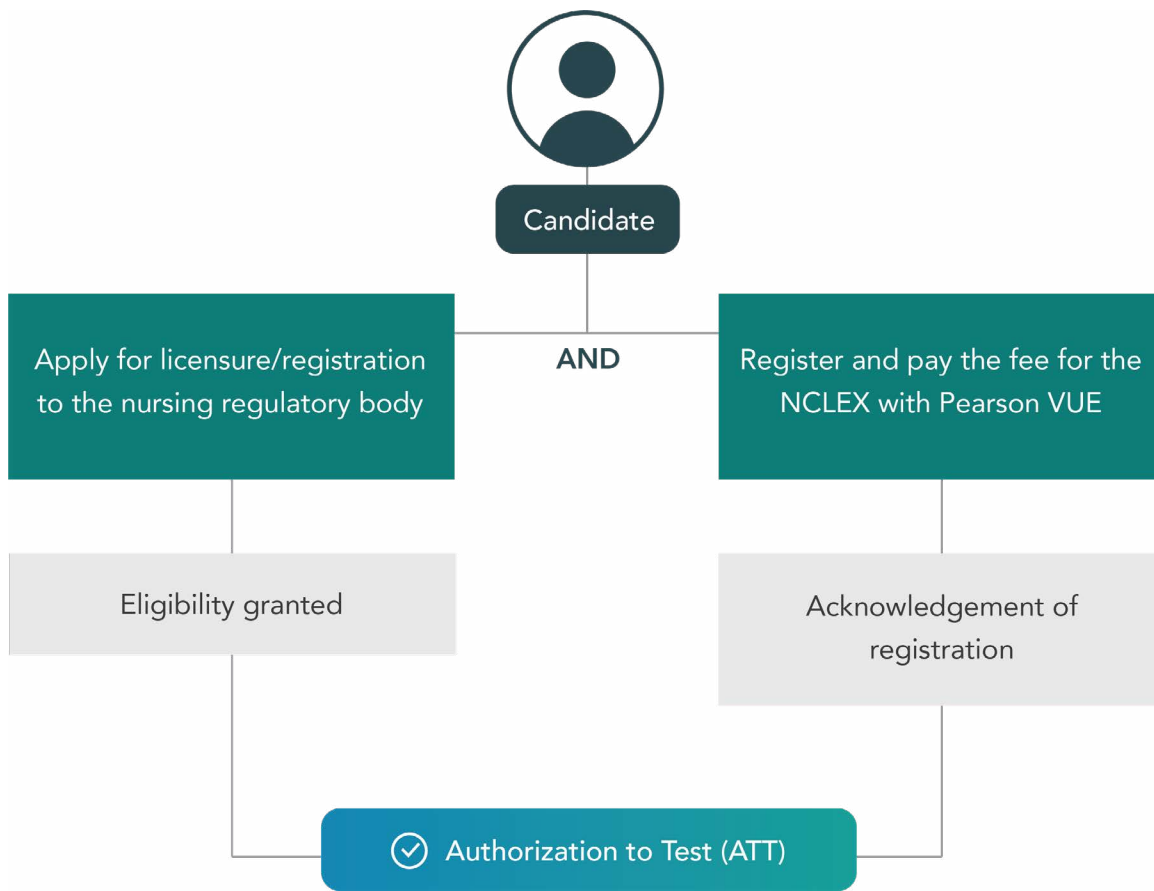 Candidate
Apply for licensure/registration
to the nursing regulatory body
AND
Register and pay the fee for the
NCLEX with Pearson VUE
Eligibility granted
Acknowledgement of
registration
Authorization to Test (ATT)